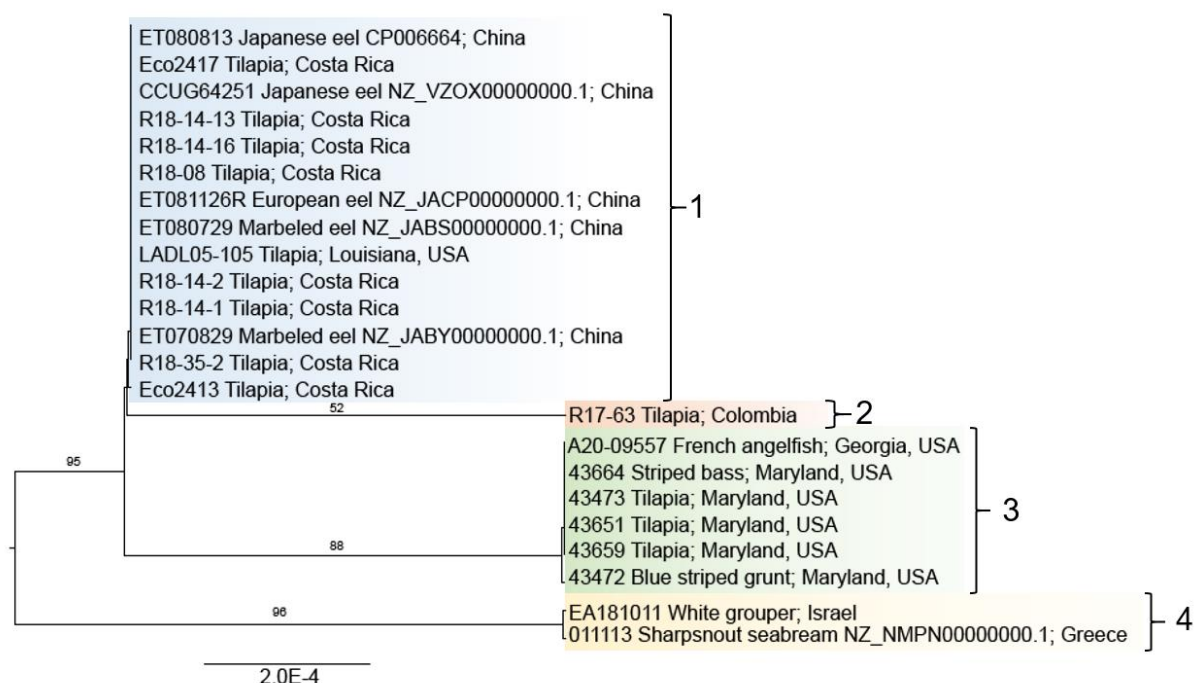 ET080813 Japanese eel CP006664; China
Eco2417 Tilapia; Costa Rica
CCUG64251 Japanese eel NZ_VZOX00000000.1; China
R18-14-13 Tilapia; Costa Rica
R18-14-16 Tilapia; Costa Rica
R18-08 Tilapia; Costa Rica
ET081126R European eel NZ_JACP00000000.1; China
1
ET080729 Marbeled eel NZ_JABS00000000.1; China
LADL05-105 Tilapia; Louisiana, USA
R18-14-2 Tilapia; Costa Rica
R18-14-1 Tilapia; Costa Rica
ET070829 Marbeled eel NZ_JABY00000000.1; China
R18-35-2 Tilapia; Costa Rica
Eco2413 Tilapia; Costa Rica
52
R17-63 Tilapia; Colombia
2
A20-09557 French angelfish; Georgia, USA
95
43664 Striped bass; Maryland, USA
43473 Tilapia; Maryland, USA
3
43651 Tilapia; Maryland, USA
88
43659 Tilapia; Maryland, USA
43472 Blue striped grunt; Maryland, USA
96
EA181011 White grouper; Israel
4
011113 Sharpsnout seabream NZ_NMPN00000000.1; Greece
2.0E-4